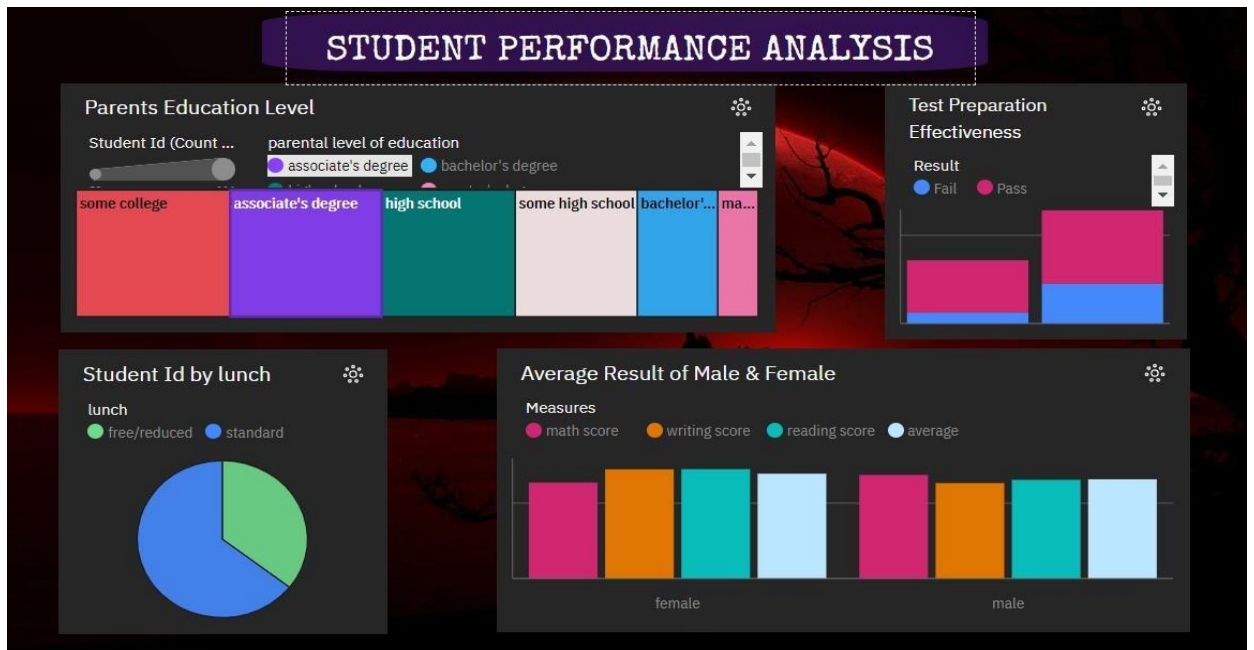 STUDENT PERFORMANCE ANALYSIS
Parents Education Level
Student Id (Count ...
parental level of education
associate's degree
bachelor's degree
some college
associate's degree
high school
some high school
bachelor'...
ma...
Test Preparation
Effectiveness
Result
Fail
Pass
Student Id by lunch
lunch
free/reduced
standard
Average Result of Male & Female
Measures
math score
writing score
reading score
average
female
male